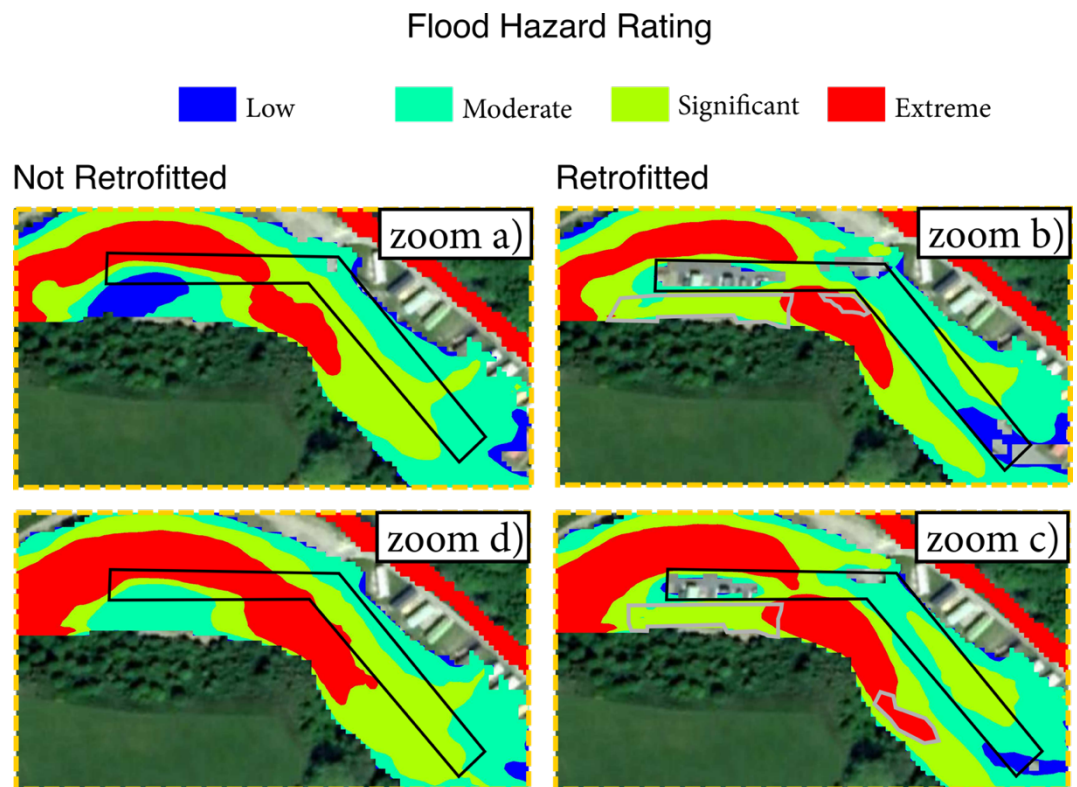 Flood Hazard Rating
Low Moderate Significant Extreme
Not Retrofitted Retrofitted
zoom a) zoom b)
zoom d) zoom c)